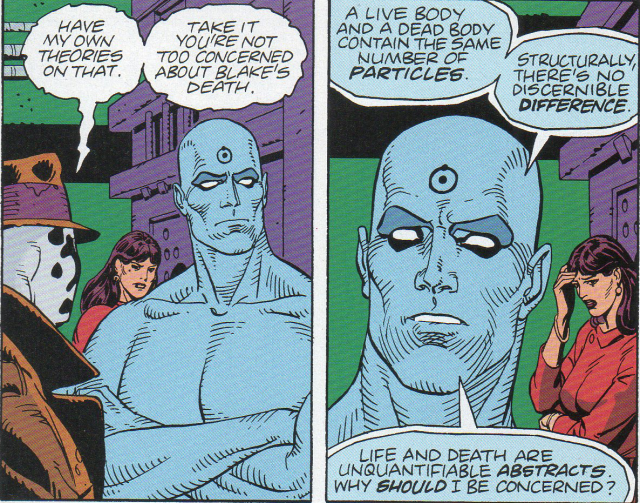 HAVE
MY OWN
THEORIES
ON THAT.
TAKE IT
YOU'RE NOT
TOO CONCERNED
ABOUT BLAKE'S
DEATH.
A LIVE BODY
AND A DEAD BODY
CONTAIN THE SAME
NUMBER OF
PARTICLES.
STRUCTURALLY,
THERE'S NO
DISCERNIBLE
DIFFERENCE.
LIFE AND DEATH ARE
UNQUANTIFIABLE ABSTRACTS.
WHY SHOULD I BE CONCERNED?